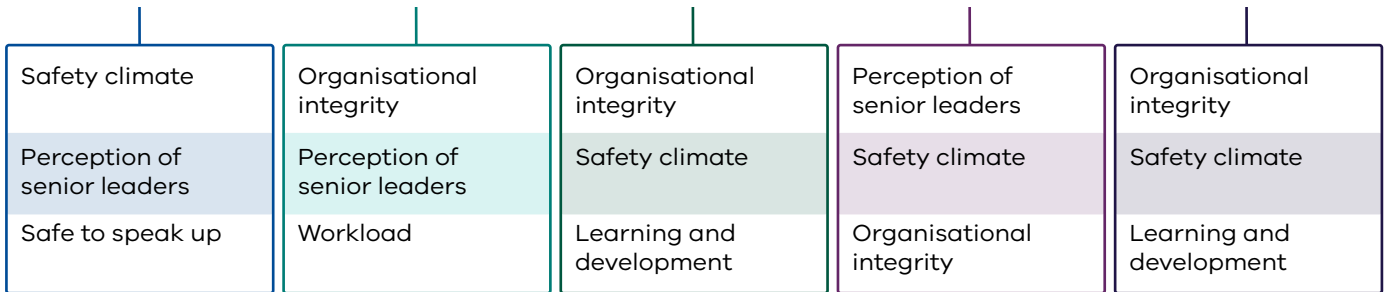 Safety climate
Perception of
senior leaders
Safe to speak up
Organisational
integrity
Perception of
senior leaders
Workload
Organisational
integrity
Safety climate
Learning and
development
Perception of
senior leaders
Safety climate
Organisational
integrity
Organisational
integrity
Safety climate
Learning and
development